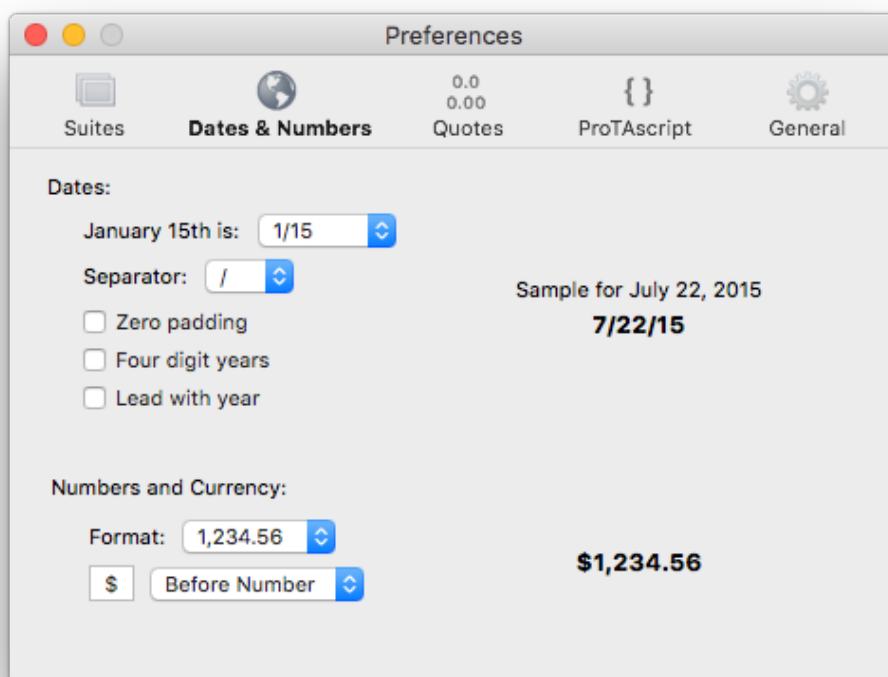 Preferences
0.0
0.00
{ }
Suites Dates & Numbers Quotes ProTAscript General
Dates:
January 15th is: 1/15
Separator: /
Sample for July 22, 2015
7/22/15
Zero padding
Four digit years
Lead with year
Numbers and Currency:
Format: 1,234.56
$1,234.56
$ Before Number